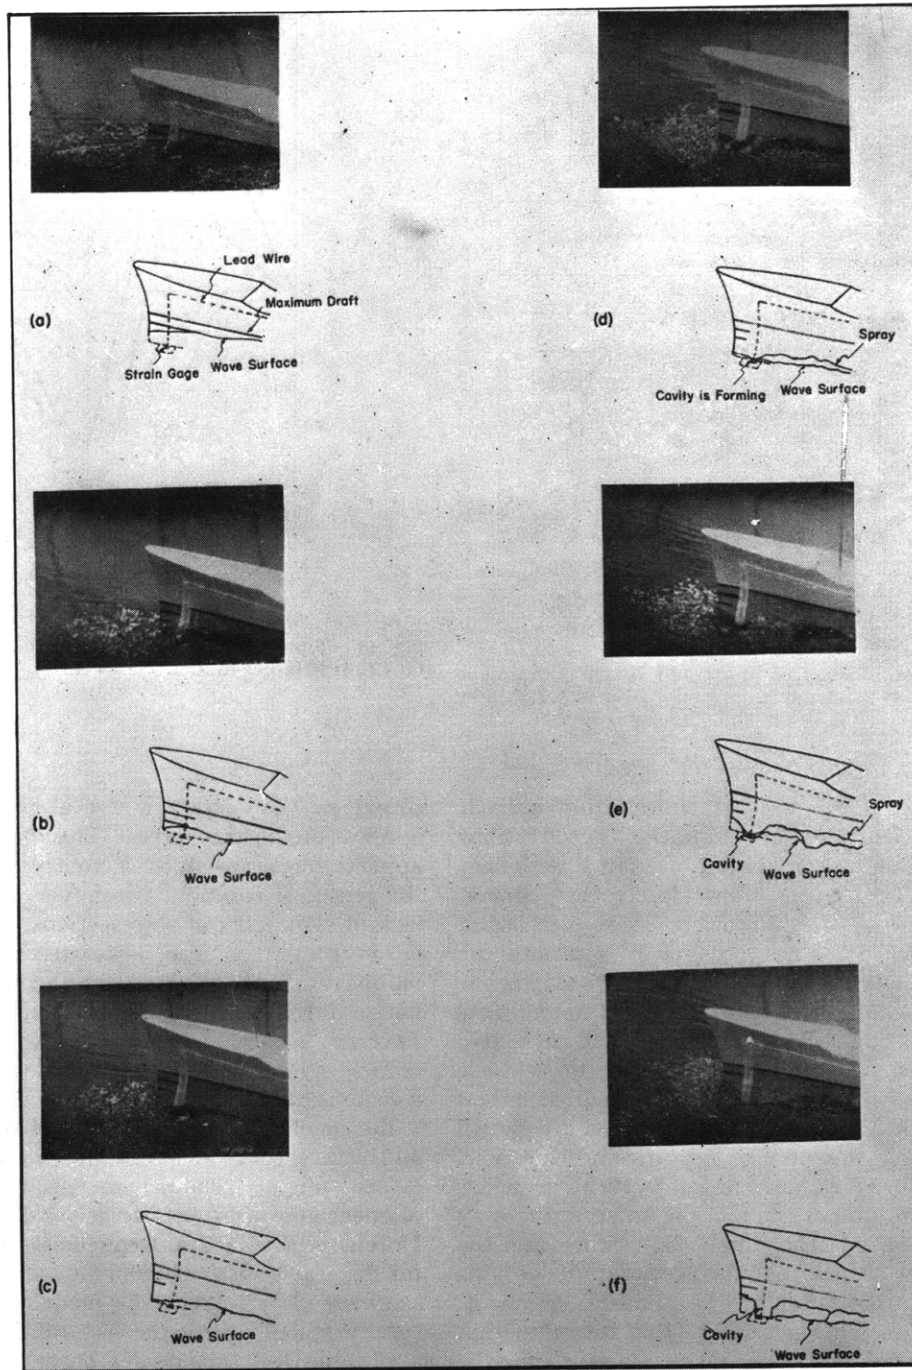 Lead Wire
Maximum Draft
(a)
Wave Surface
Strain Gage
(b)
Wave Surface
(c)
Wave Surface
(d)
Spray
Wave Surface
Cavity is Forming
(e)
Spray
Cavity
Wave Surface
(f)
Cavity
Wave Surface